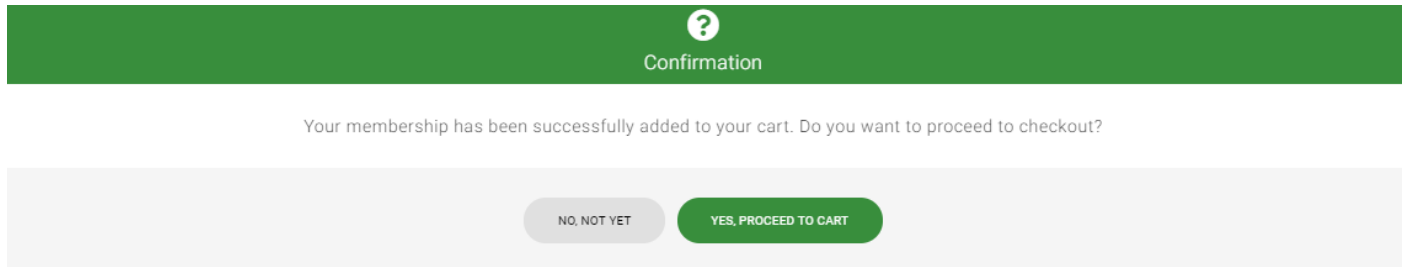 ?
Confirmation
Your membership has been successfully added to your cart. Do you want to proceed to checkout?
NO, NOT YET
YES, PROCEED TO CART